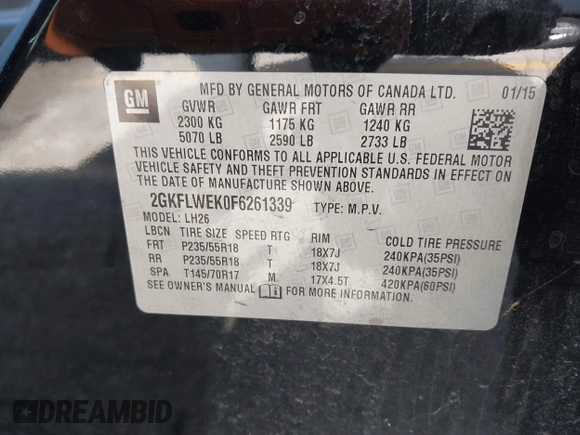 GM
MFD BY GENERAL MOTORS OF CANADA LTD. 01/15
GVWR GAWR FRT GAWR RR
2300 KG 1175 KG 1240 KG
5070 LB 2590 LB 2733 LB
THIS VEHICLE CONFORMS TO ALL APPLICABLE U.S. FEDERAL MOTOR
VEHICLE SAFETY AND THEFT PREVENTION STANDARDS IN EFFECT ON
THE DATE OF MANUFACTURE SHOWN ABOVE.
2GKFLWEK0F6261339 TYPE: M.P.V.
MODEL: LH26
LBCN TIRE SIZE SPEED RTG RIM COLD TIRE PRESSURE
FRT P235/55R18 T 18X7J 240KPA(35PSI)
RR P235/55R18 T 18X7J 240KPA(35PSI)
SPA T145/70R17 M 17X4.5T 420KPA(60PSI)
SEE OWNER'S MANUAL FOR MORE INFORMATION.
DREAMBID